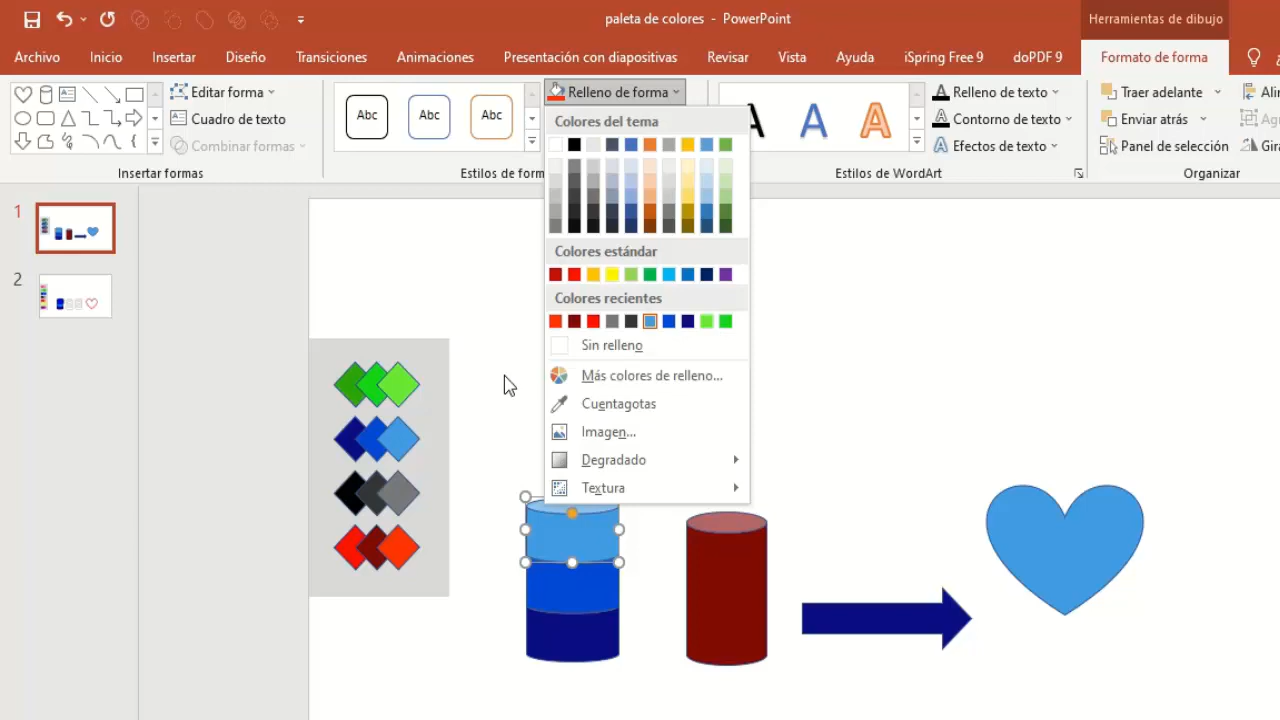 paleta de colores - PowerPoint
Herramientas de dibujo
Archivo Inicio Insertar Diseño Transiciones Animaciones Presentación con diapositivas Revisar Vista Ayuda iSpring Free 9 doPDF 9 Formato de forma
Editar forma
Cuadro de texto
Combinar formas
Insertar formas
Abc Abc Abc
Relleno de forma
Relleno de texto
Contorno de texto
Efectos de texto
Estilos de WordArt
Traer adelante
Enviar atrás
Panel de selección
Organizar
Colores del tema
Colores estándar
Colores recientes
Sin relleno
Más colores de relleno...
Cuentagotas
Imagen...
Degradado
Textura
A A
1
2